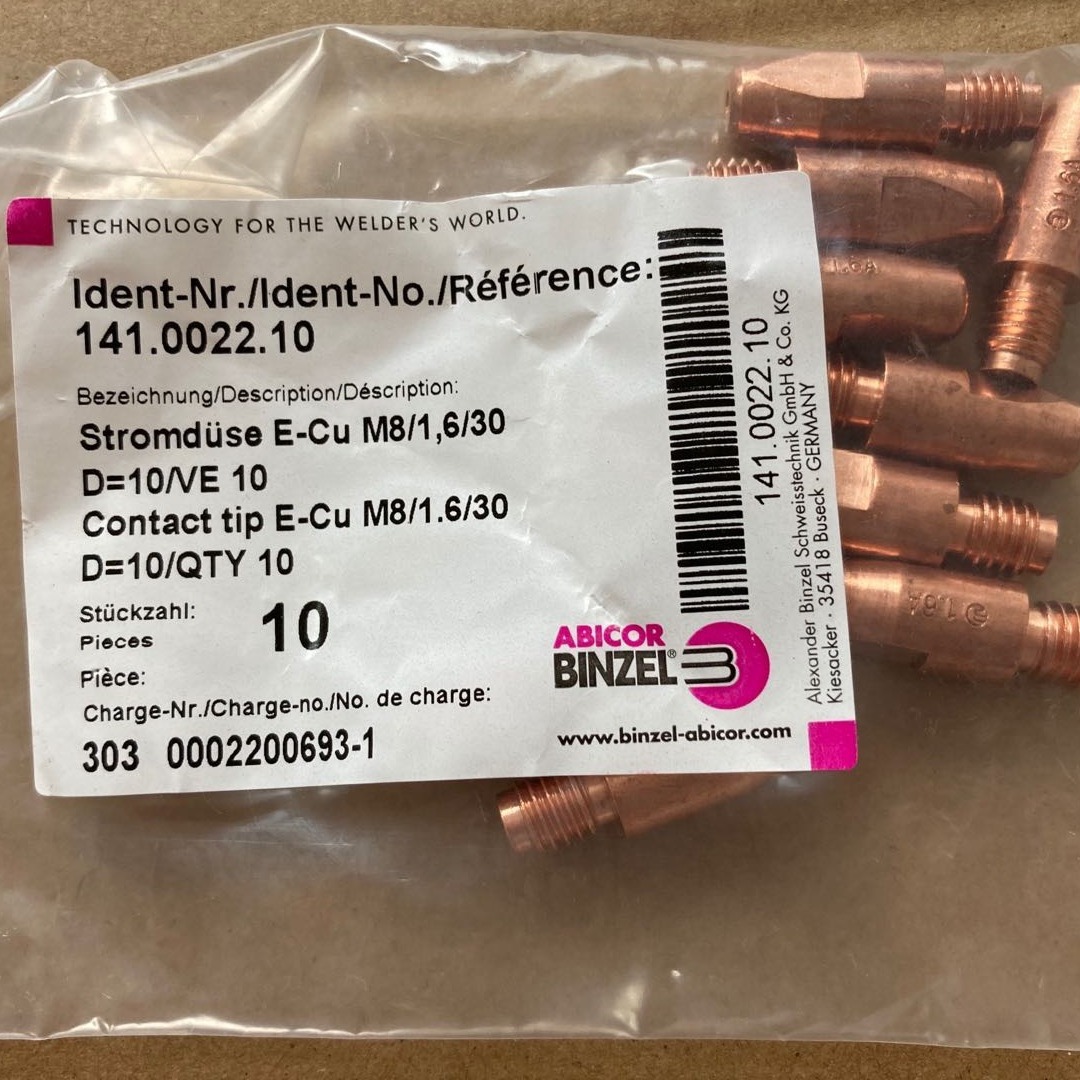 TECHNOLOGY FOR THE WELDER'S WORLD.
Ident-Nr./Ident-No./Référence:
141.0022.10
Bezeichnung/Description/Déscription:
Stromdüse E-Cu M8/1,6/30
D=10/VE 10
Contact tip E-Cu M8/1.6/30
D=10/QTY 10
Stückzahl:
Pieces
10
Pièce:
Charge-Nr./Charge-no./No. de charge:
303 0002200693-1
141.0022.10
Alexander Binzel Schweisstechnik GmbH & Co. KG
Kiesacker · 35418 Buseck · GERMANY
ABICOR
BINZEL®
www.binzel-abicor.com
1.6A
1.6A
1.6A